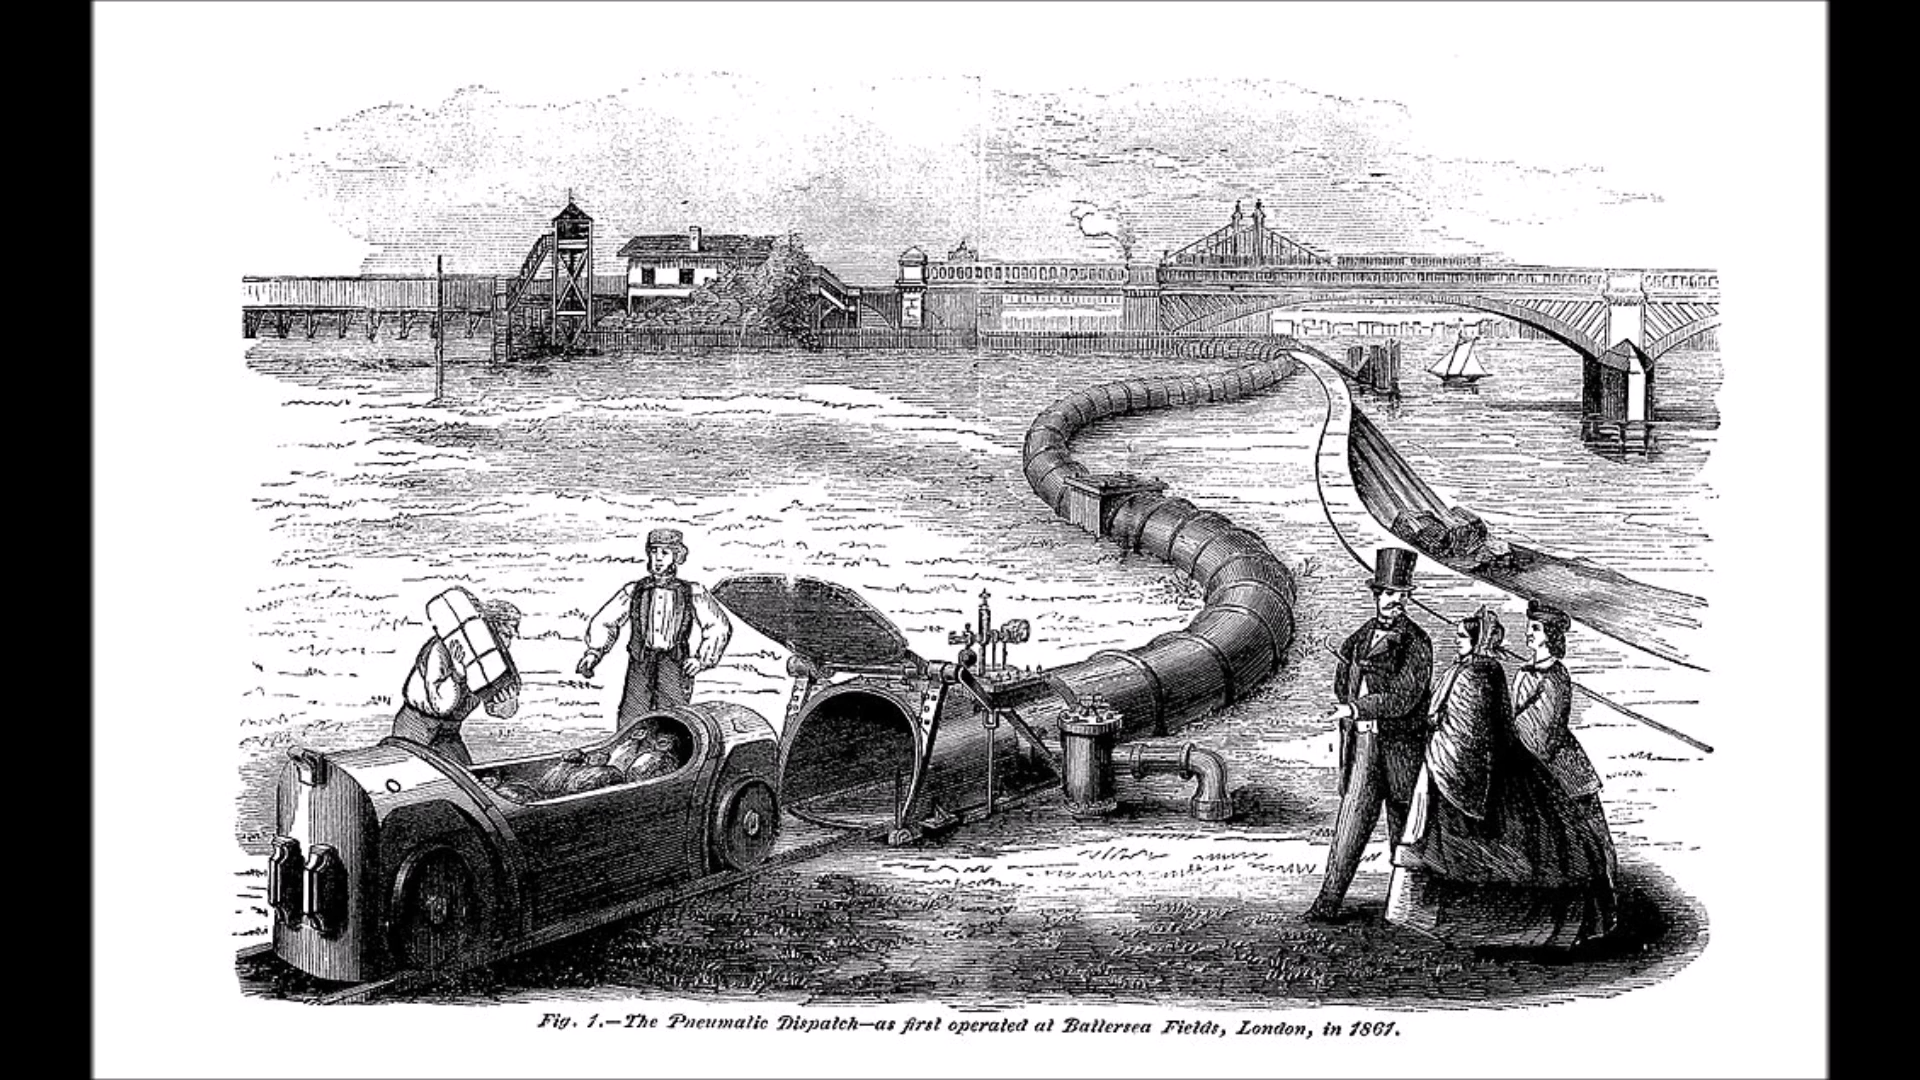 Fig. 1.—The Pneumatic Dispatch—as first operated at Battersea Fields, London, in 1861.